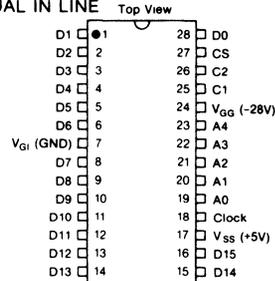 UAL IN LINE Top View
D1 1 28 D0
D2 2 27 CS
D3 3 26 C2
D4 4 25 C1
D5 5 24 VGG (-28V)
D6 6 23 A4
VGI (GND) 7 22 A3
D7 8 21 A2
D8 9 20 A1
D9 10 19 A0
D10 11 18 Clock
D11 12 17 VSS (+5V)
D12 13 16 D15
D13 14 15 D14